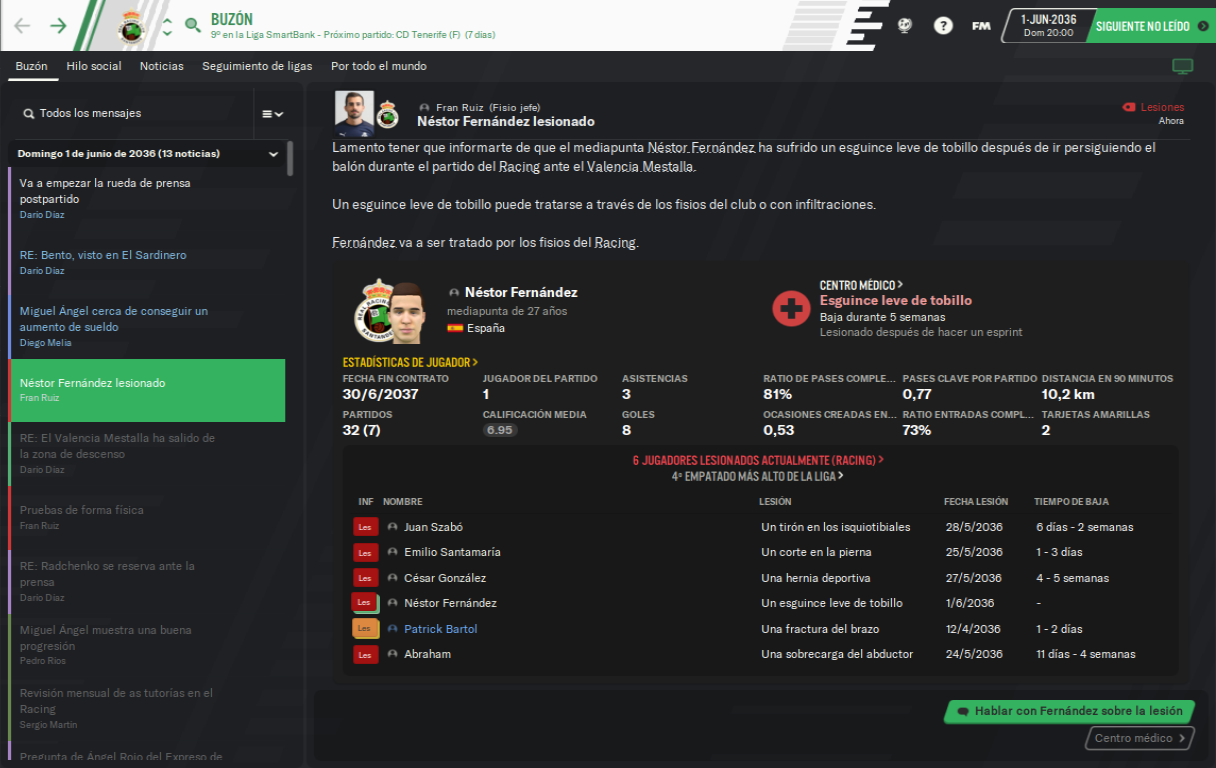 BUZÓN
9º en la Liga SmartBank - Próximo partido: CD Tenerife (F) (7 días)
?
FM
1-JUN-2036
Dom 20:00
SIGUIENTE NO LEÍDO
Buzón
Hilo social
Noticias
Seguimiento de ligas
Por todo el mundo
Todos los mensajes
Domingo 1 de junio de 2036 (13 noticias)
Va a empezar la rueda de prensa
postpartido
Darío Díaz
RE: Bento, visto en El Sardinero
Darío Díaz
Miguel Ángel cerca de conseguir un
aumento de sueldo
Diego Melia
Néstor Fernández lesionado
Fran Ruiz
RE: El Valencia Mestalla ha salido de
la zona de descenso
Darío Díaz
Pruebas de forma física
Fran Ruiz
RE: Radchenko se reserva ante la
prensa
Darío Díaz
Miguel Ángel muestra una buena
progresión
Pedro Ríos
Revisión mensual de as tutorías en el
Racing
Sergio Martín
Pregunta de Ángel Rojo del Expreso de
Fran Ruiz (Fisio jefe)
Néstor Fernández lesionado
Lesiones
Ahora
Lamento tener que informarte de que el mediapunta Néstor Fernández ha sufrido un esguince leve de tobillo después de ir persiguiendo el
balón durante el partido del Racing ante el Valencia Mestalla.
Un esguince leve de tobillo puede tratarse a través de los fisios del club o con infiltraciones.
Fernández va a ser tratado por los fisios del Racing.
Néstor Fernández
mediapunta de 27 años
España
CENTRO MÉDICO
Esguince leve de tobillo
Baja durante 5 semanas
Lesionado después de hacer un esprint
ESTADÍSTICAS DE JUGADOR
FECHA FIN CONTRATO JUGADOR DEL PARTIDO ASISTENCIAS RATIO DE PASES COMPLE... PASES CLAVE POR PARTIDO DISTANCIA EN 90 MINUTOS
30/6/2037 1 3 81% 0,77 10,2 km
PARTIDOS CALIFICACIÓN MEDIA GOLES OCASIONES CREADAS EN... RATIO ENTRADAS COMPL... TARJETAS AMARILLAS
32 (7) 6.95 8 0,53 73% 2
6 JUGADORES LESIONADOS ACTUALMENTE (RACING)
4º EMPATADO MÁS ALTO DE LA LIGA
INF NOMBRE LESIÓN FECHA LESIÓN TIEMPO DE BAJA
Les Juan Szabó Un tirón en los isquiotibiales 28/5/2036 6 días - 2 semanas
Les Emilio Santamaría Un corte en la pierna 25/5/2036 1 - 3 días
Les César González Una hernia deportiva 27/5/2036 4 - 5 semanas
Les Néstor Fernández Un esguince leve de tobillo 1/6/2036 -
Les Patrick Bartol Una fractura del brazo 12/4/2036 1 - 2 días
Les Abraham Una sobrecarga del abductor 24/5/2036 11 días - 4 semanas
Hablar con Fernández sobre la lesión
Centro médico